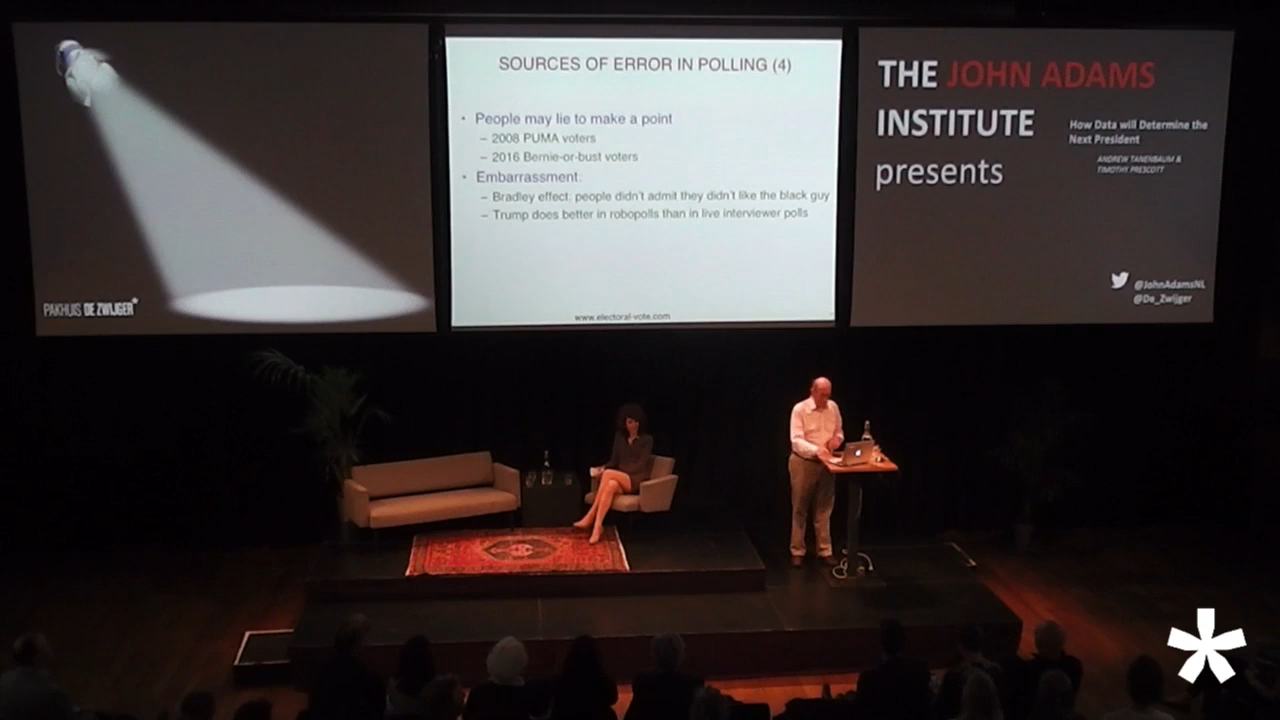 PAKHUIS DE ZWIJGER*
SOURCES OF ERROR IN POLLING (4)
• People may lie to make a point
– 2008 PUMA voters
– 2016 Bernie-or-bust voters
• Embarrassment:
– Bradley effect: people didn't admit they didn't like the black guy
– Trump does better in robopolls than in live interviewer polls
www.electoral-vote.com
THE JOHN ADAMS
INSTITUTE
presents
How Data will Determine the
Next President
ANDREW TANENBAUM &
TIMOTHY PRESCOTT
@JohnAdamsNL
@De_Zwijger